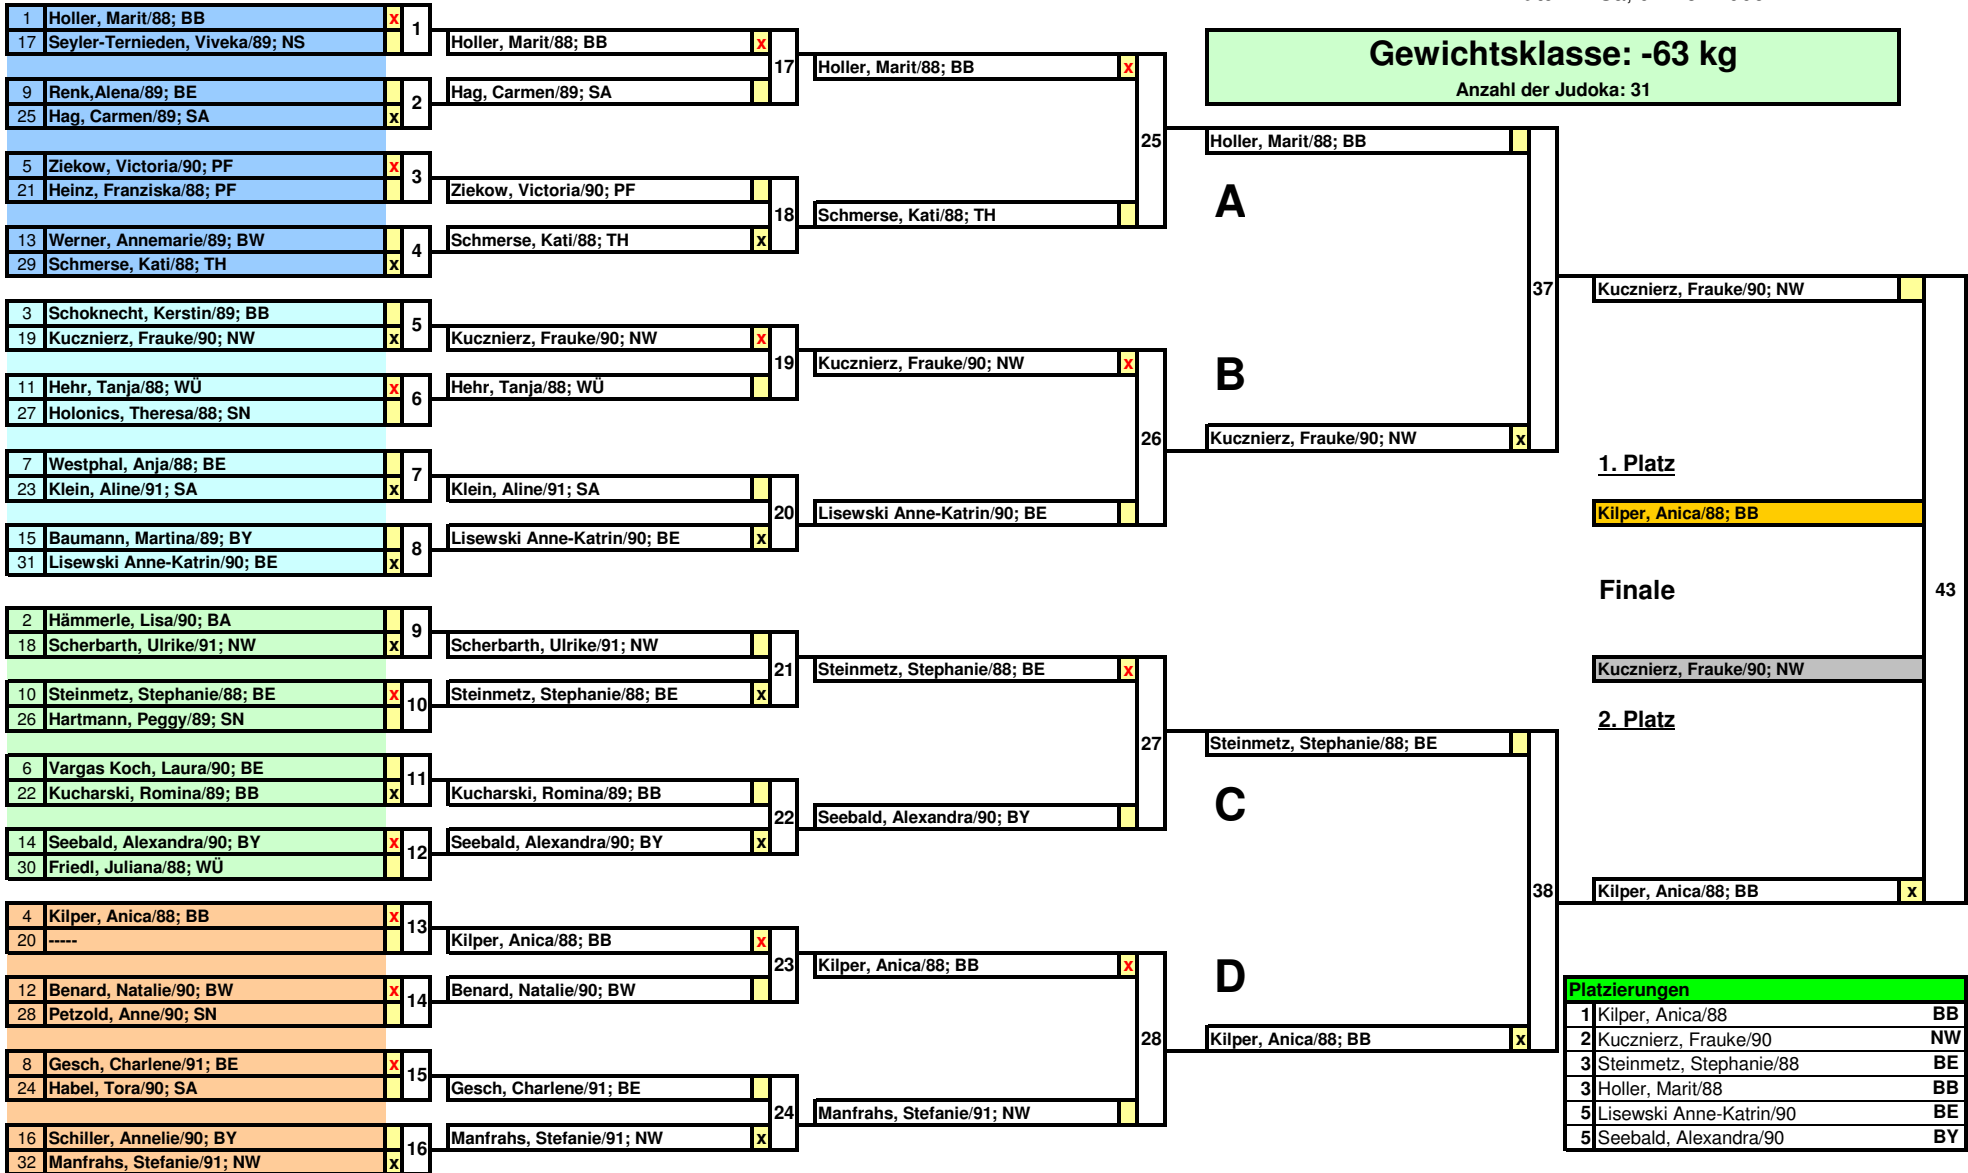 Gewichtsklasse: -63 kg
Anzahl der Judoka: 31
1 Holler, Marit/88; BB x
17 Seyler-Ternieden, Viveka/89; NS
1
9 Renk,Alena/89; BE
25 Hag, Carmen/89; SA x
2
5 Ziekow, Victoria/90; PF x
21 Heinz, Franziska/88; PF
3
13 Werner, Annemarie/89; BW
29 Schmerse, Kati/88; TH x
4
3 Schoknecht, Kerstin/89; BB
19 Kucznierz, Frauke/90; NW x
5
11 Hehr, Tanja/88; WÜ x
27 Holonics, Theresa/88; SN
6
7 Westphal, Anja/88; BE
23 Klein, Aline/91; SA x
7
15 Baumann, Martina/89; BY
31 Lisewski Anne-Katrin/90; BE x
8
2 Hämmerle, Lisa/90; BA
18 Scherbarth, Ulrike/91; NW x
9
10 Steinmetz, Stephanie/88; BE x
26 Hartmann, Peggy/89; SN
10
6 Vargas Koch, Laura/90; BE
22 Kucharski, Romina/89; BB x
11
14 Seebald, Alexandra/90; BY x
30 Friedl, Juliana/88; WÜ
12
4 Kilper, Anica/88; BB x
20 -----
13
12 Benard, Natalie/90; BW x
28 Petzold, Anne/90; SN
14
8 Gesch, Charlene/91; BE x
24 Habel, Tora/90; SA
15
16 Schiller, Annelie/90; BY
32 Manfrahs, Stefanie/91; NW x
16
Holler, Marit/88; BB x
Hag, Carmen/89; SA
17
Ziekow, Victoria/90; PF
Schmerse, Kati/88; TH x
18
Kucznierz, Frauke/90; NW x
Hehr, Tanja/88; WÜ
19
Klein, Aline/91; SA
Lisewski Anne-Katrin/90; BE x
20
Scherbarth, Ulrike/91; NW
Steinmetz, Stephanie/88; BE x
21
Kucharski, Romina/89; BB
Seebald, Alexandra/90; BY x
22
Kilper, Anica/88; BB x
Benard, Natalie/90; BW
23
Gesch, Charlene/91; BE
Manfrahs, Stefanie/91; NW x
24
Holler, Marit/88; BB x
Schmerse, Kati/88; TH
25
Kucznierz, Frauke/90; NW x
Lisewski Anne-Katrin/90; BE
26
Steinmetz, Stephanie/88; BE x
Seebald, Alexandra/90; BY
27
Kilper, Anica/88; BB x
Manfrahs, Stefanie/91; NW
28
Holler, Marit/88; BB
A
B
Kucznierz, Frauke/90; NW x
37
Steinmetz, Stephanie/88; BE
C
D
Kilper, Anica/88; BB x
38
Kucznierz, Frauke/90; NW
1. Platz
Kilper, Anica/88; BB
Finale
43
Kucznierz, Frauke/90; NW
2. Platz
Kilper, Anica/88; BB x
Platzierungen
1 Kilper, Anica/88 BB
2 Kucznierz, Frauke/90 NW
3 Steinmetz, Stephanie/88 BE
3 Holler, Marit/88 BB
5 Lisewski Anne-Katrin/90 BE
5 Seebald, Alexandra/90 BY